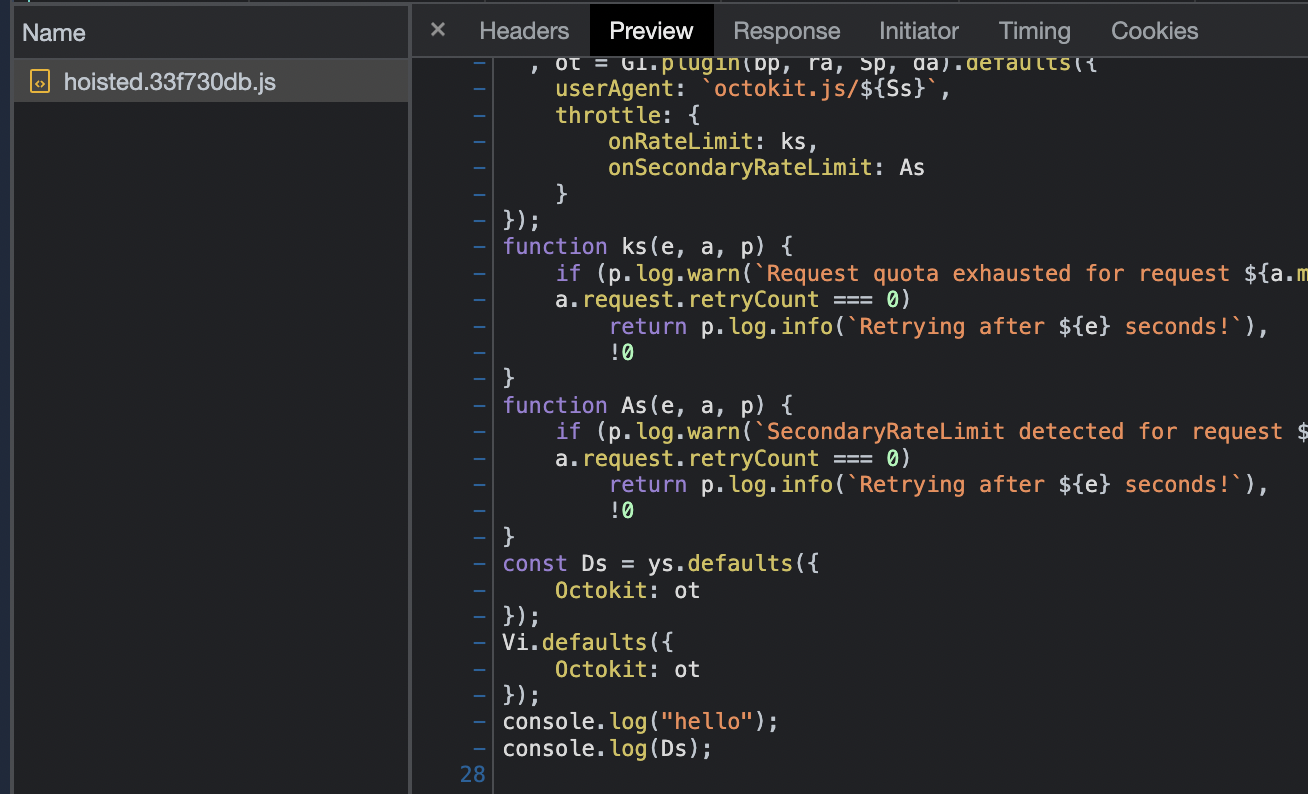 Name
hoisted.33f730db.js
× Headers Preview Response Initiator Timing Cookies
, ot = GI.plugin(bp, ra, Sp, da).defaults({
userAgent: `octokit.js/${Ss}`,
throttle: {
onRateLimit: ks,
onSecondaryRateLimit: As
}
});
function ks(e, a, p) {
if (p.log.warn(`Request quota exhausted for request ${a.m
a.request.retryCount === 0)
return p.log.info(`Retrying after ${e} seconds!`),
!0
}
function As(e, a, p) {
if (p.log.warn(`SecondaryRateLimit detected for request $
a.request.retryCount === 0)
return p.log.info(`Retrying after ${e} seconds!`),
!0
}
const Ds = ys.defaults({
Octokit: ot
});
Vi.defaults({
Octokit: ot
});
console.log("hello");
console.log(Ds);
28